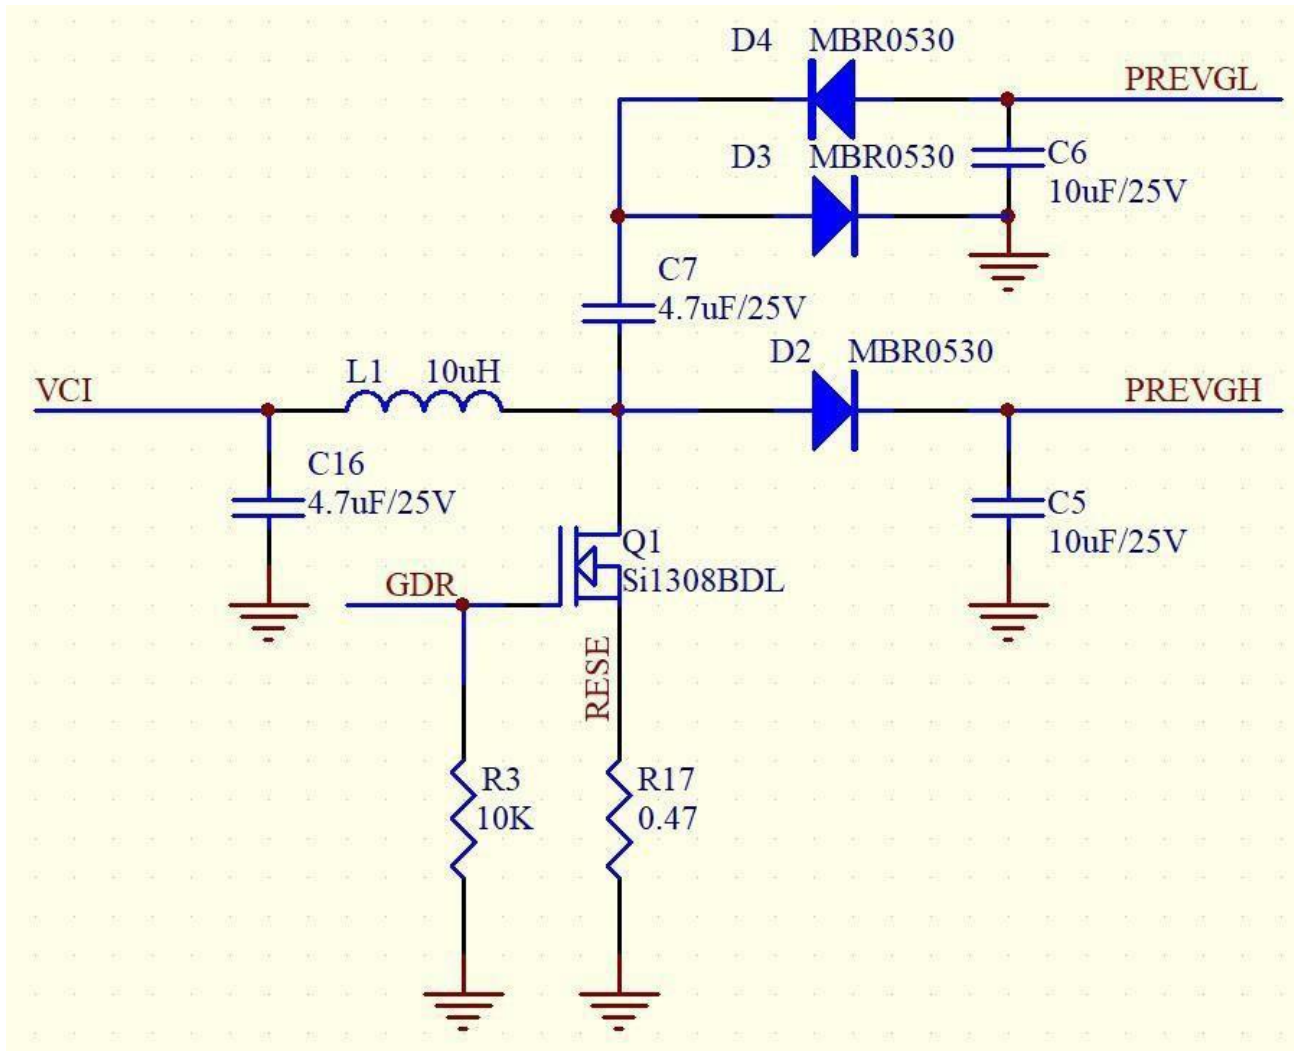 D4 MBR0530
PREVGL
D3 MBR0530
C6
10uF/25V
C7
4.7uF/25V
D2 MBR0530
L1 10uH
VCI
PREVGH
C16
4.7uF/25V
C5
10uF/25V
Q1
Si1308BDL
GDR
RESE
R3
10K
R17
0.47